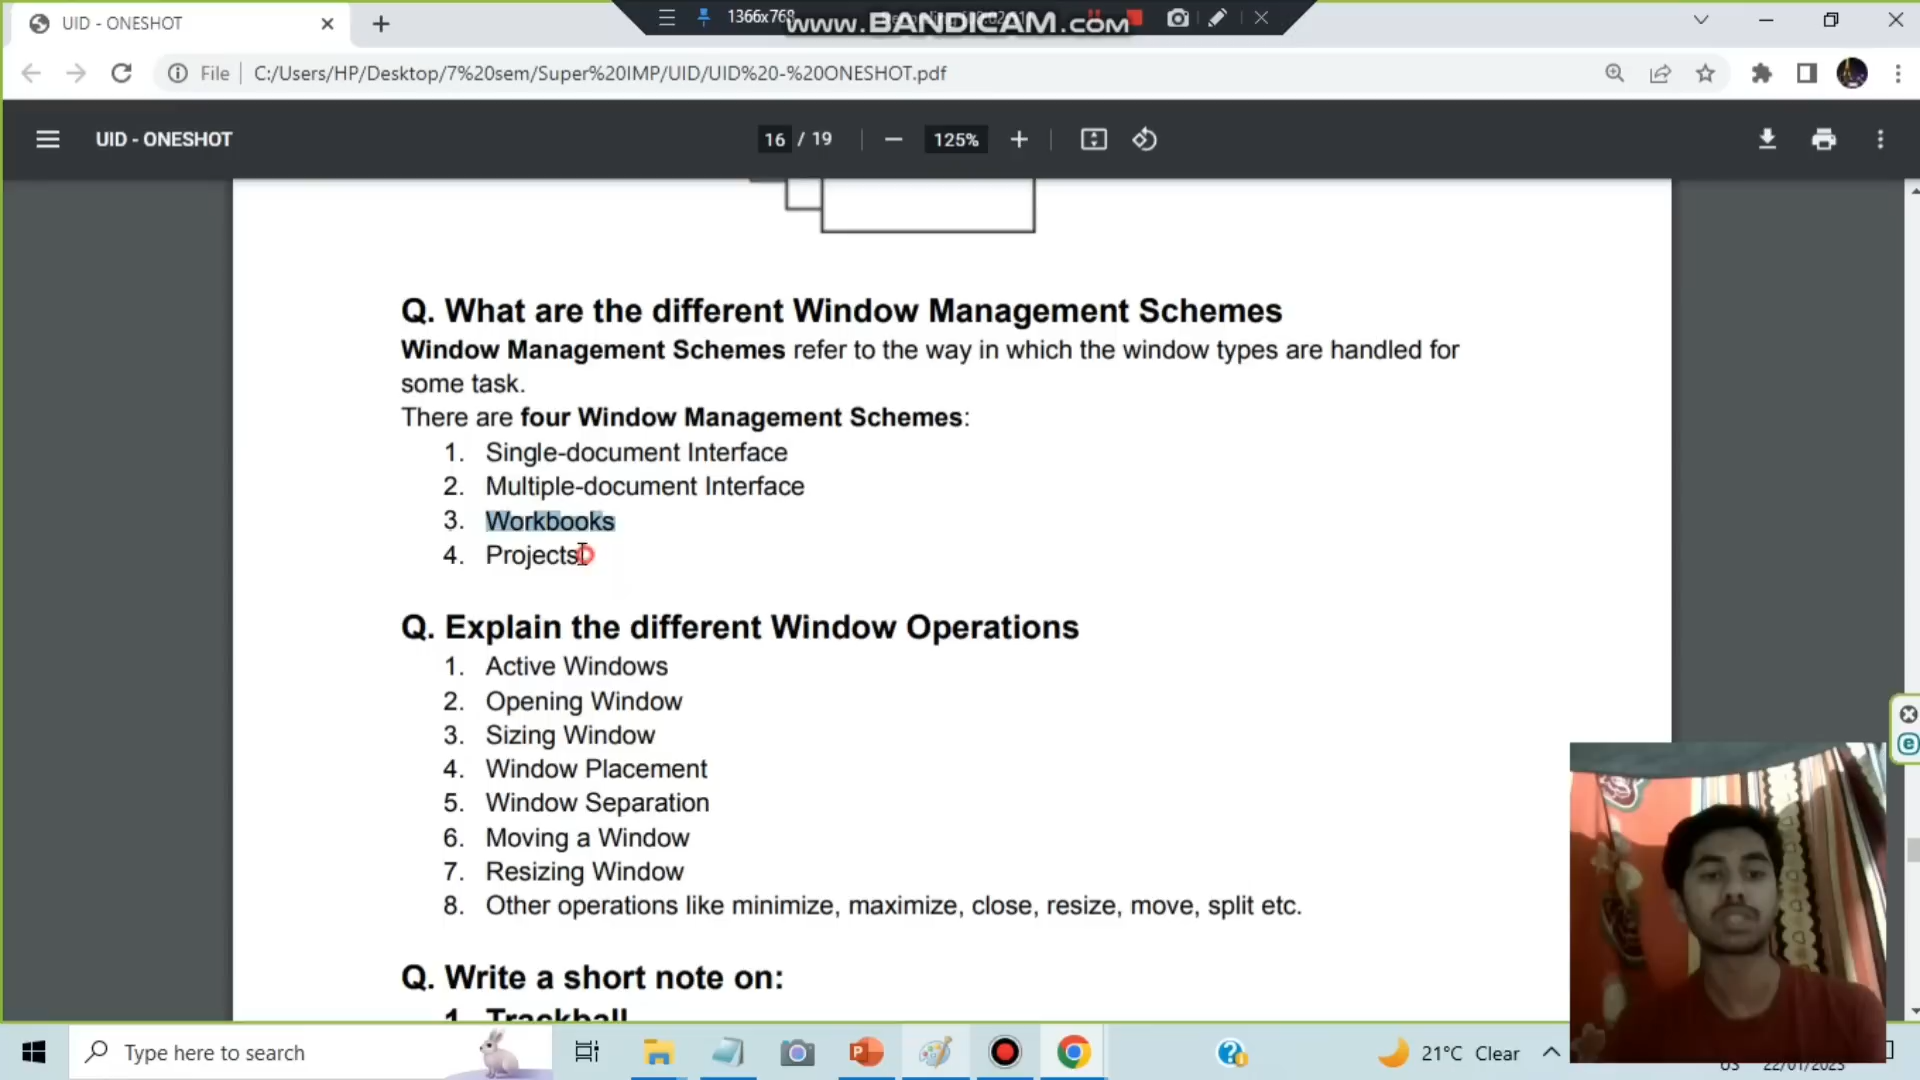 UID - ONESHOT
1366x768
www.BANDICAM.com
File
C:/Users/HP/Desktop/7%20sem/Super%20IMP/UID/UID%20-%20ONESHOT.pdf
UID - ONESHOT
16 / 19
125%
Q. What are the different Window Management Schemes
Window Management Schemes refer to the way in which the window types are handled for
some task.
There are four Window Management Schemes:
1. Single-document Interface
2. Multiple-document Interface
3. Workbooks
4. Projects
Q. Explain the different Window Operations
1. Active Windows
2. Opening Window
3. Sizing Window
4. Window Placement
5. Window Separation
6. Moving a Window
7. Resizing Window
8. Other operations like minimize, maximize, close, resize, move, split etc.
Q. Write a short note on:
1. Trackball
Type here to search
21°C Clear
22/01/2023